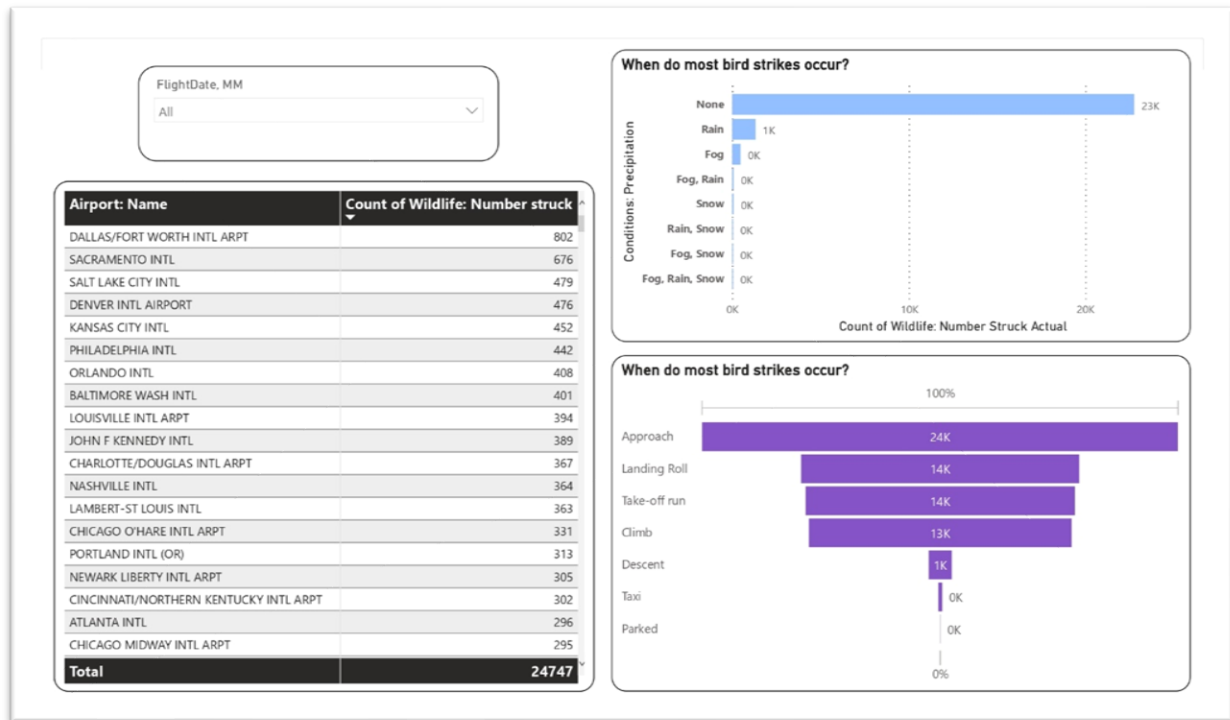 FlightDate, MM
All
Airport: Name Count of Wildlife: Number struck
DALLAS/FORT WORTH INTL ARPT 802
SACRAMENTO INTL 676
SALT LAKE CITY INTL 479
DENVER INTL AIRPORT 476
KANSAS CITY INTL 452
PHILADELPHIA INTL 442
ORLANDO INTL 408
BALTIMORE WASH INTL 401
LOUISVILLE INTL ARPT 394
JOHN F KENNEDY INTL 389
CHARLOTTE/DOUGLAS INTL ARPT 367
NASHVILLE INTL 364
LAMBERT-ST LOUIS INTL 363
CHICAGO O'HARE INTL ARPT 331
PORTLAND INTL (OR) 313
NEWARK LIBERTY INTL ARPT 305
CINCINNATI/NORTHERN KENTUCKY INTL ARPT 302
ATLANTA INTL 296
CHICAGO MIDWAY INTL ARPT 295
Total 24747
When do most bird strikes occur?
Conditions: Precipitation
None 23K
Rain 1K
Fog 0K
Fog, Rain 0K
Snow 0K
Rain, Snow 0K
Fog, Snow 0K
Fog, Rain, Snow 0K
0K 10K 20K
Count of Wildlife: Number Struck Actual
When do most bird strikes occur?
100%
Approach 24K
Landing Roll 14K
Take-off run 14K
Climb 13K
Descent 1K
Taxi 0K
Parked 0K
0%